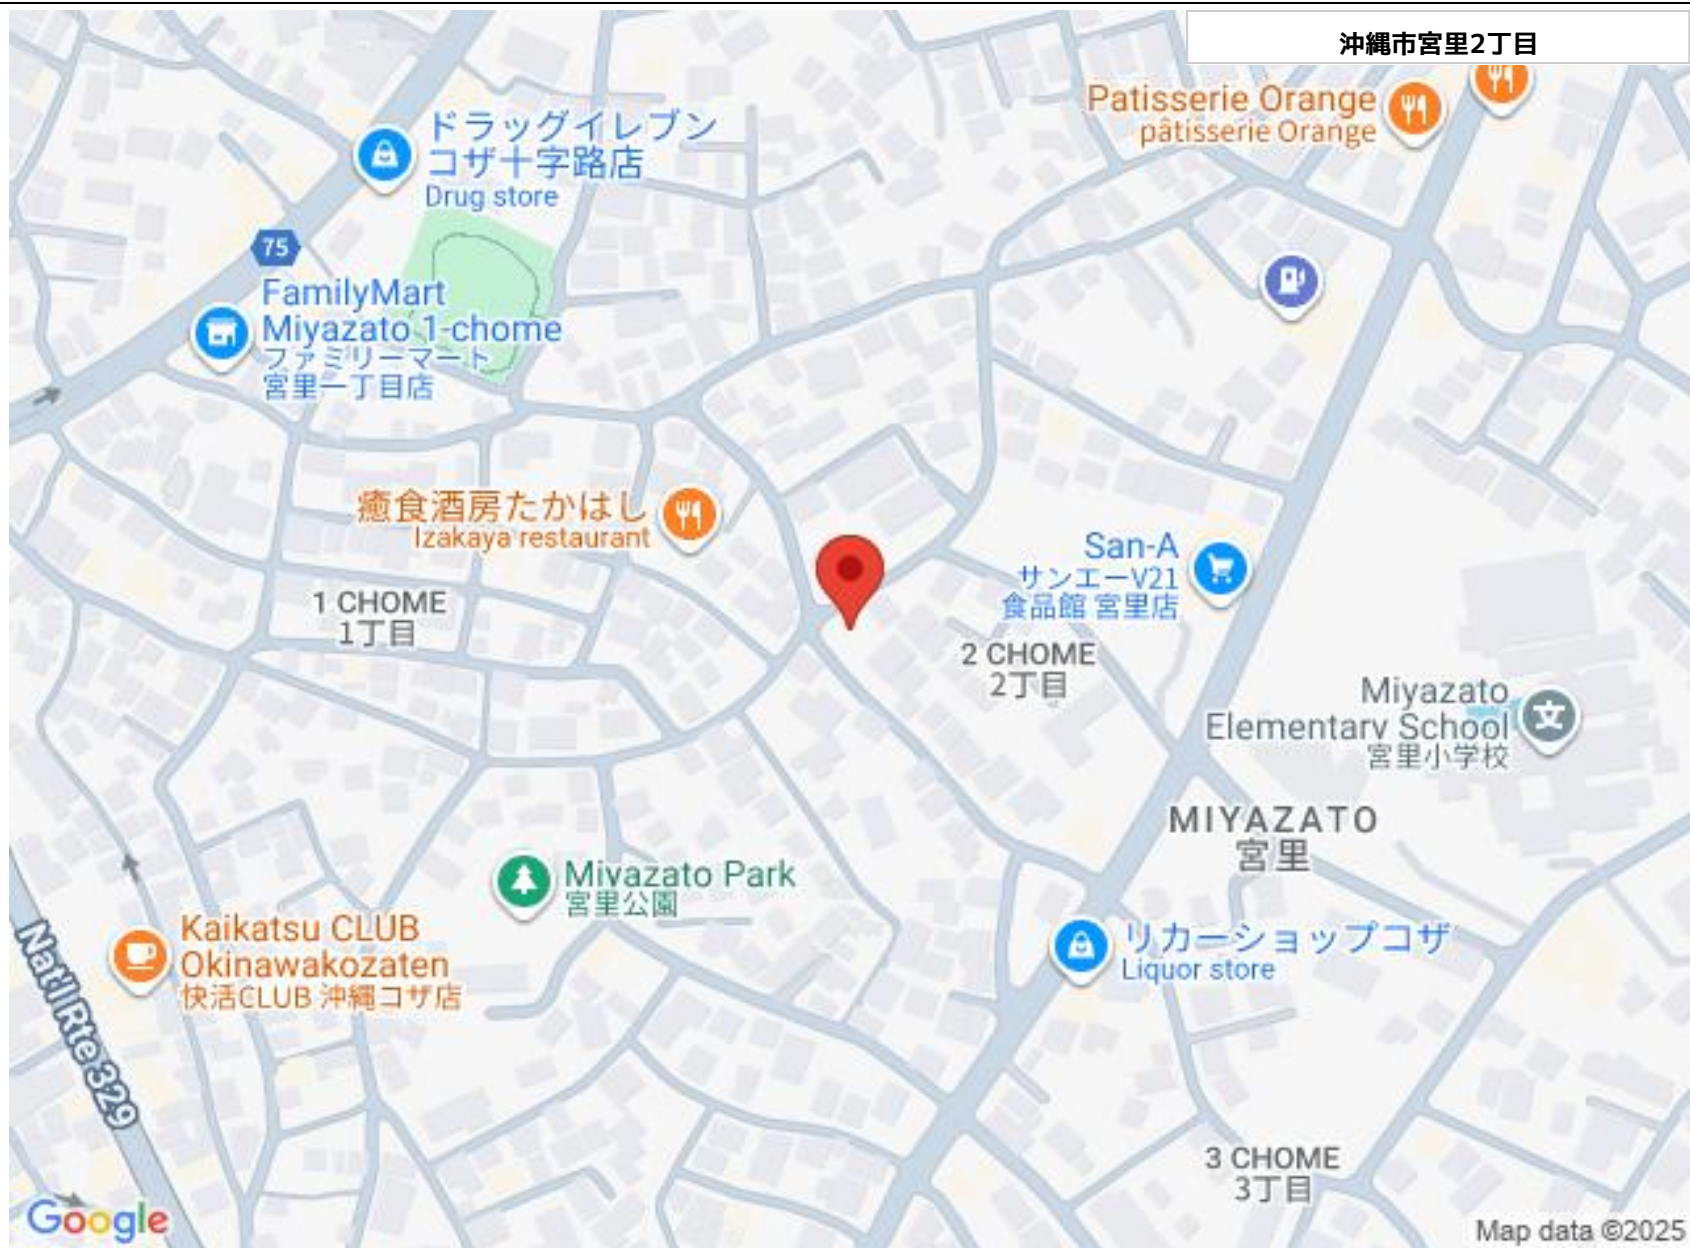 沖縄市宮里2丁目
Patisserie Orange
pâtisserie Orange
ドラッグイレブン
コザ十字路店
Drug store
75
FamilyMart
Miyazato 1-chome
ファミリーマート
宮里一丁目店
癒食酒房たかはし
Izakaya restaurant
San-A
サンエーV21
食品館 宮里店
1 CHOME
1丁目
2 CHOME
2丁目
Miyazato
Elementary School
宮里小学校
文
MIYAZATO
宮里
Miyazato Park
宮里公園
Kaikatsu CLUB
Okinawakozaten
快活CLUB 沖縄コザ店
リカーショップコザ
Liquor store
Nat'l Rte 329
3 CHOME
3丁目
Google
Map data ©2025